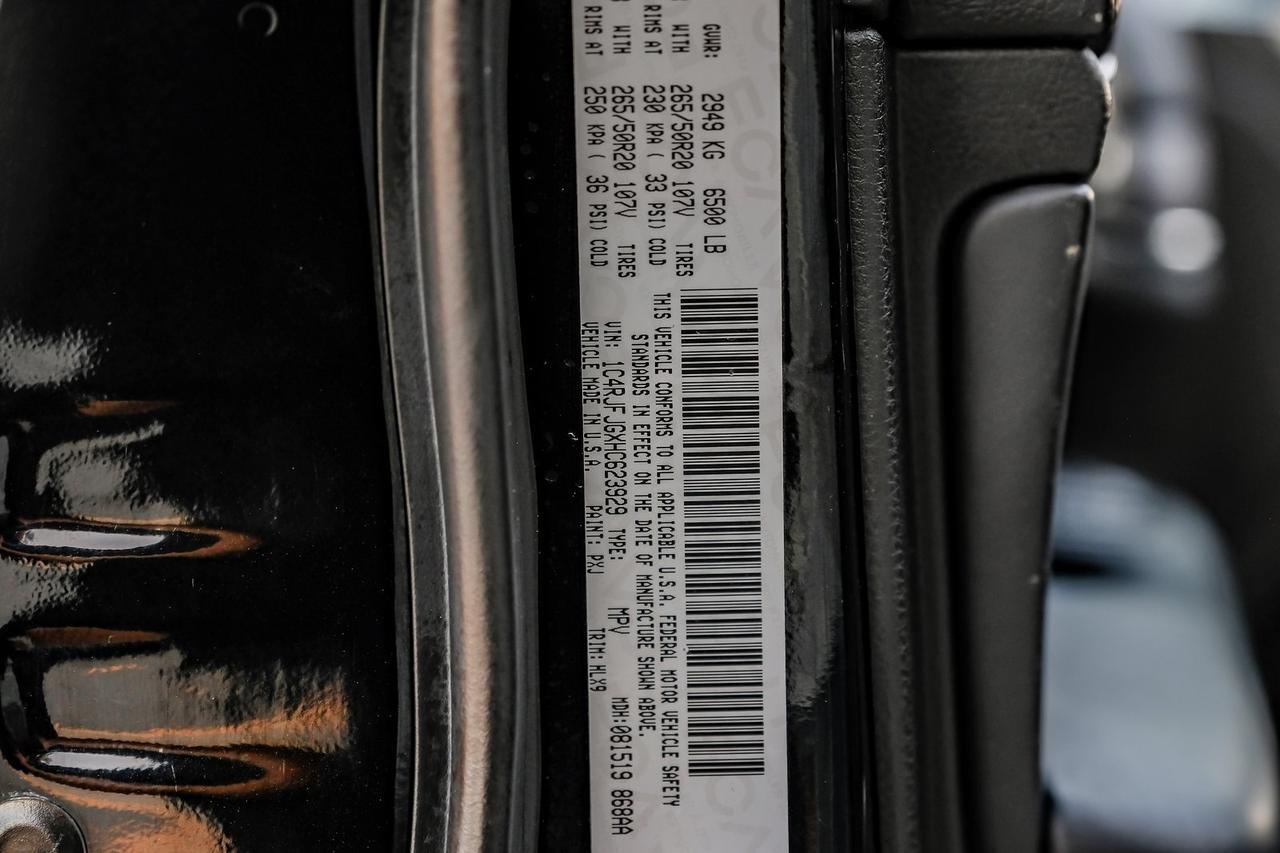 GVWR: 2949 KG 6500 LB
WITH 265/50R20 107V TIRES
RIMS AT 230 KPA ( 33 PSI) COLD
WITH 265/50R20 107V TIRES
RIMS AT 250 KPA ( 36 PSI) COLD
THIS VEHICLE CONFORMS TO ALL APPLICABLE U.S.A. FEDERAL MOTOR VEHICLE SAFETY
STANDARDS IN EFFECT ON THE DATE OF MANUFACTURE SHOWN ABOVE.
VIN: 1C4RJFJGXHC623929 TYPE: MPV MDH:081519 868AA
VEHICLE MADE IN U.S.A. PAINT: PXJ TRIM: HLX9